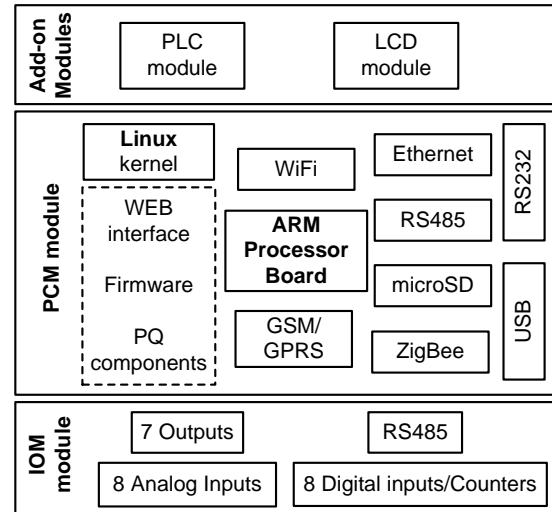 Add-on
Modules
PLC
module
LCD
module
PCM module
Linux
kernel
WEB
interface
Firmware
PQ
components
WiFi
ARM
Processor
Board
GSM/
GPRS
Ethernet
RS485
microSD
ZigBee
RS232
USB
IOM
module
7 Outputs
RS485
8 Analog Inputs
8 Digital inputs/Counters